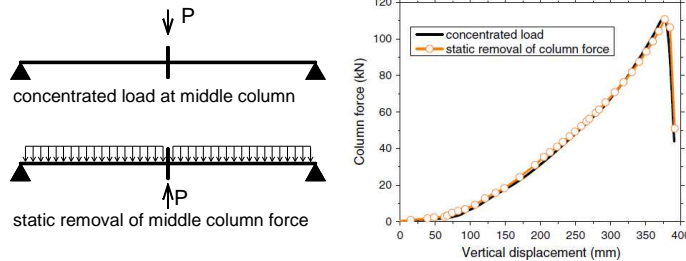 P
concentrated load at middle column
P
static removal of middle column force
120
100
80
60
40
20
0
Column force (kN)
concentrated load
static removal of column force
0 50 100 150 200 250 300 350 400
Vertical displacement (mm)